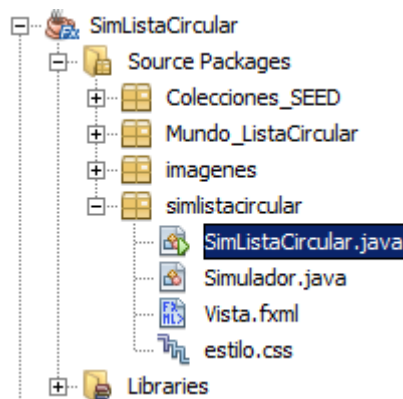 SimListaCircular
Source Packages
Colecciones_SEED
Mundo_ListaCircular
imagenes
simlistacircular
SimListaCircular.java
Simulador.java
Vista.fxml
estilo.css
Libraries